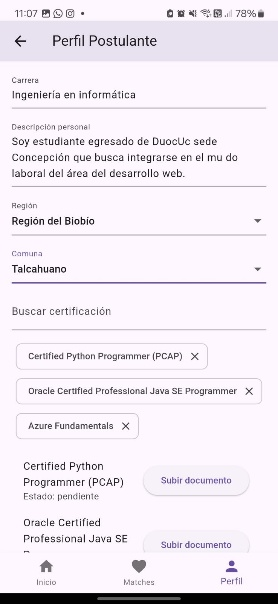 11:07
78%
Perfil Postulante
Carrera
Ingeniería en informática
Descripción personal
Soy estudiante egresado de DuocUc sede
Concepción que busca integrarse en el mu do
laboral del área del desarrollo web.
Región
Región del Biobío
Comuna
Talcahuano
Buscar certificación
Certified Python Programmer (PCAP)
Oracle Certified Professional Java SE Programmer
Azure Fundamentals
Certified Python
Programmer (PCAP)
Estado: pendiente
Subir documento
Oracle Certified
Professional Java SE
Subir documento
Inicio
Matches
Perfil